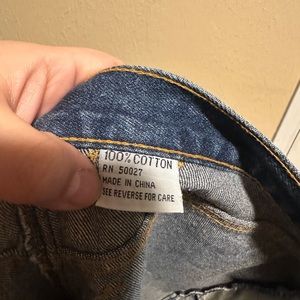 100% COTTON
RN 50027
MADE IN CHINA
SEE REVERSE FOR CARE